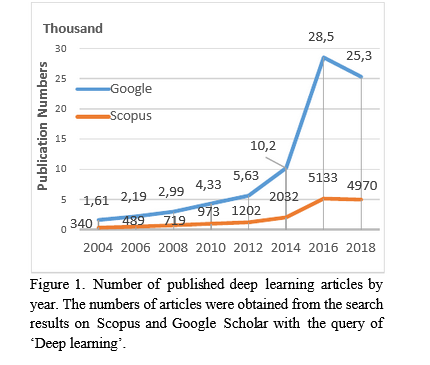 Thousand
Publication Numbers
30
25
20
15
10
5
0
Google
Scopus
1,61 2,19 2,99 4,33 5,63 10,2 28,5 25,3
340 489 719 973 1202 2032 5133 4970
2004 2006 2008 2010 2012 2014 2016 2018
Figure 1. Number of published deep learning articles by
year. The numbers of articles were obtained from the search
results on Scopus and Google Scholar with the query of
‘Deep learning’.